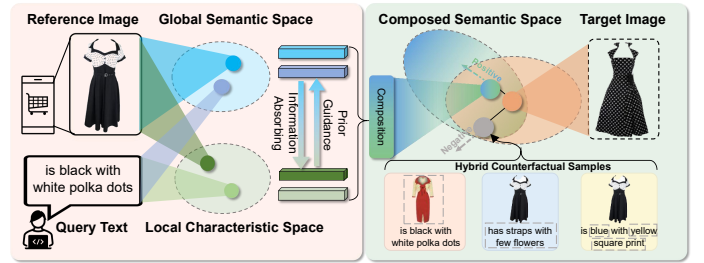 Reference Image
Global Semantic Space
is black with
white polka dots
Query Text
Local Characteristic Space
Information
Absorbing
Prior
Guidance
Composition
Composed Semantic Space
Target Image
Positive
Negative
Hybrid Counterfactual Samples
is black with
white polka dots
has straps with
few flowers
is blue with yellow
square print